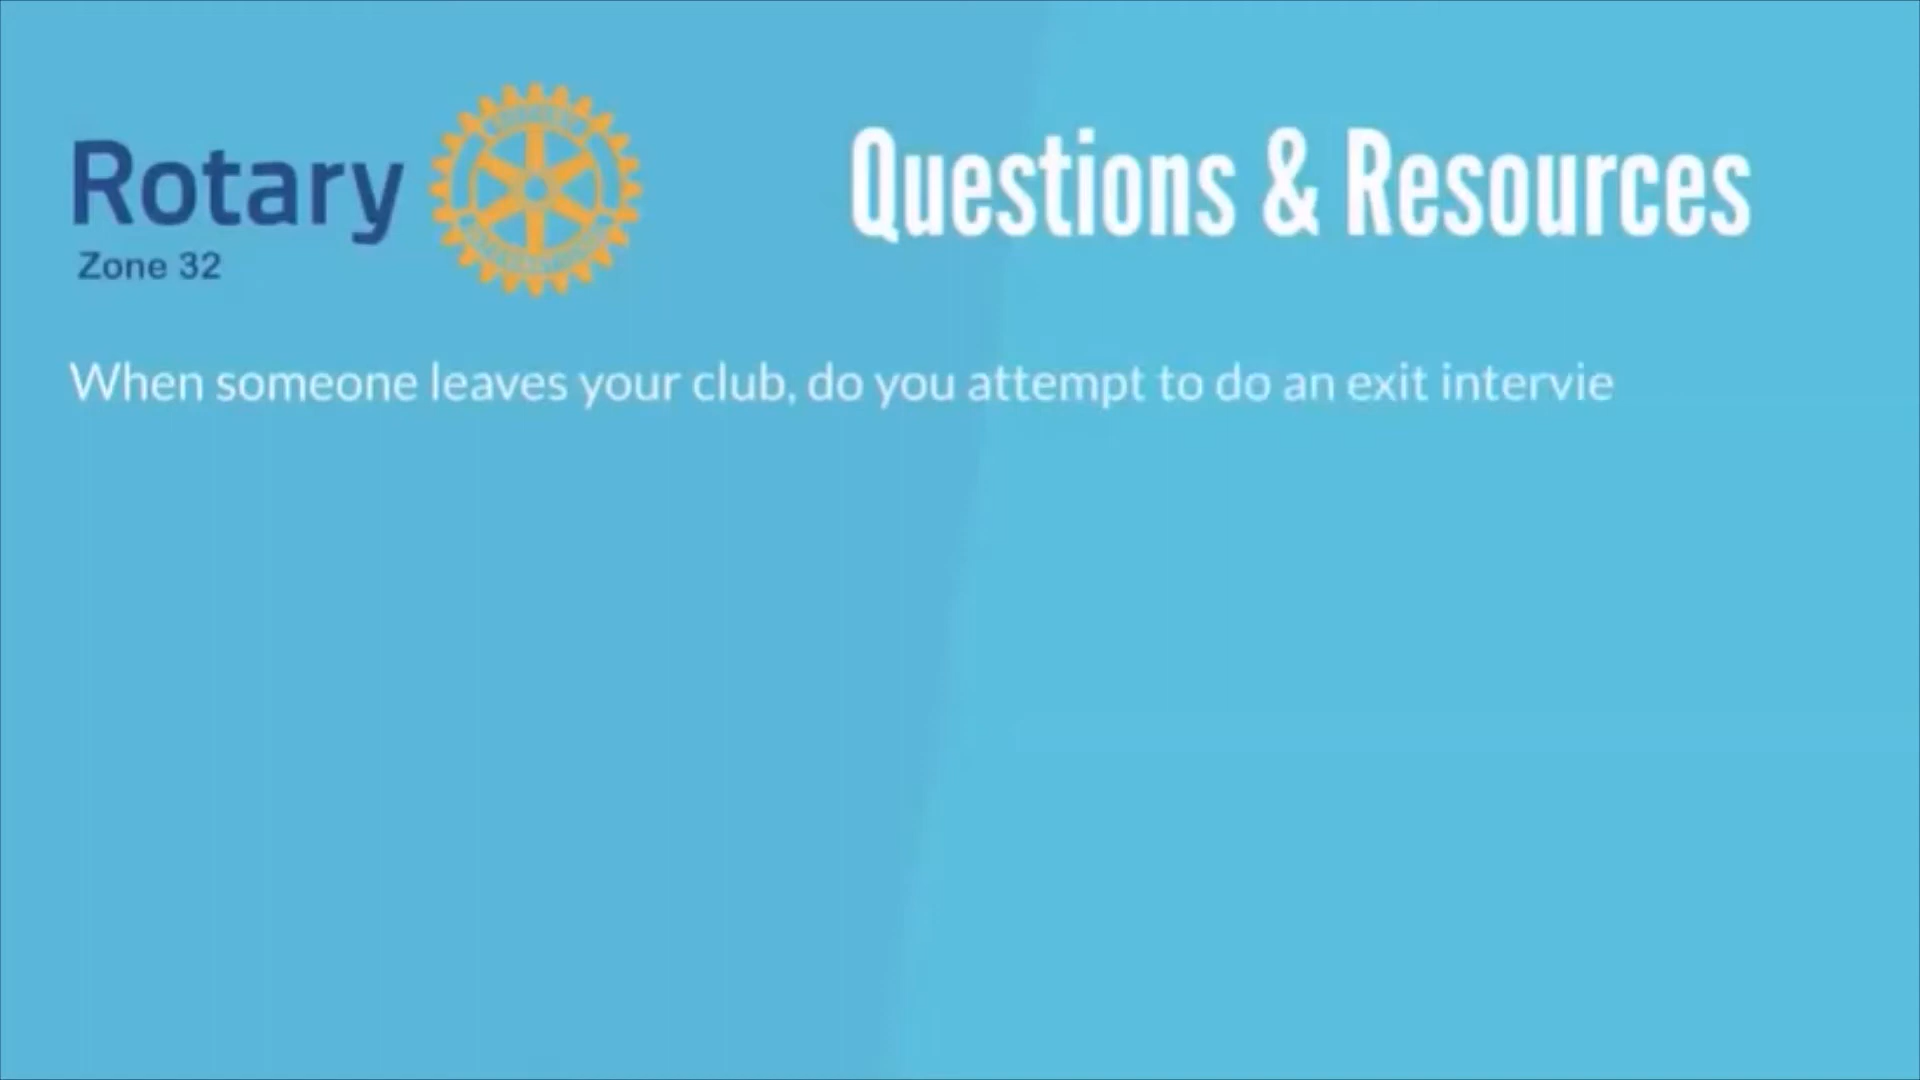 Rotary
Zone 32
Questions & Resources
When someone leaves your club, do you attempt to do an exit intervie